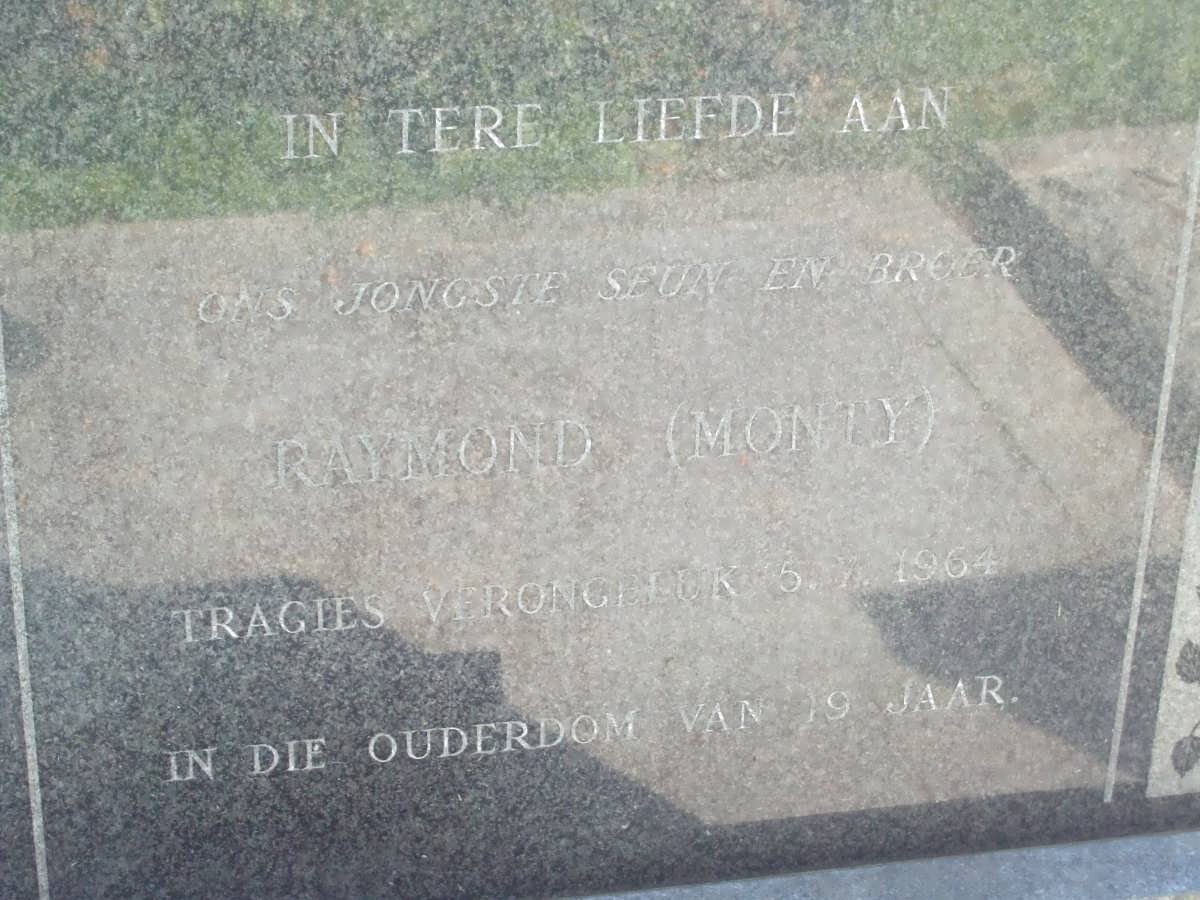 IN TERE LIEFDE AAN
ONS JONGSTE SEUN EN BROER
RAYMOND (MONTY)
TRAGIES VERONGELUK 5. 7. 1964
IN DIE OUDERDOM VAN 19 JAAR.